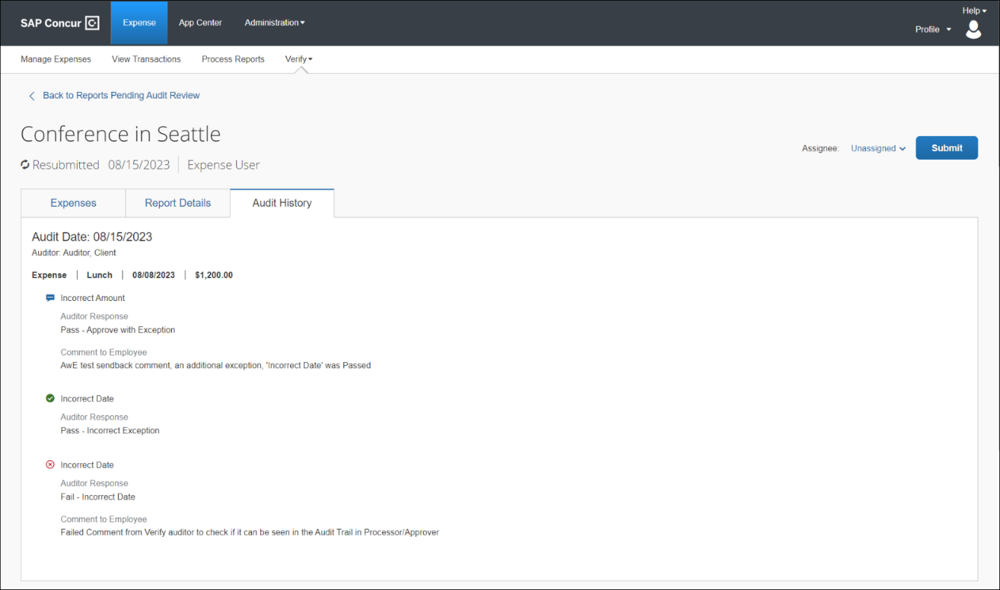 SAP Concur C
Expense
App Center
Administration
Help
Profile
Manage Expenses
View Transactions
Process Reports
Verify
Back to Reports Pending Audit Review
Conference in Seattle
Assignee: Unassigned
Submit
Resubmitted 08/15/2023 Expense User
Expenses
Report Details
Audit History
Audit Date: 08/15/2023
Auditor: Auditor, Client
Expense | Lunch | 08/08/2023 | $1,200.00
Incorrect Amount
Auditor Response
Pass - Approve with Exception
Comment to Employee
AwE test sendback comment, an additional exception, 'Incorrect Date' was Passed
Incorrect Date
Auditor Response
Pass - Incorrect Exception
Incorrect Date
Auditor Response
Fail - Incorrect Date
Comment to Employee
Failed Comment from Verify auditor to check if it can be seen in the Audit Trail in Processor/Approver